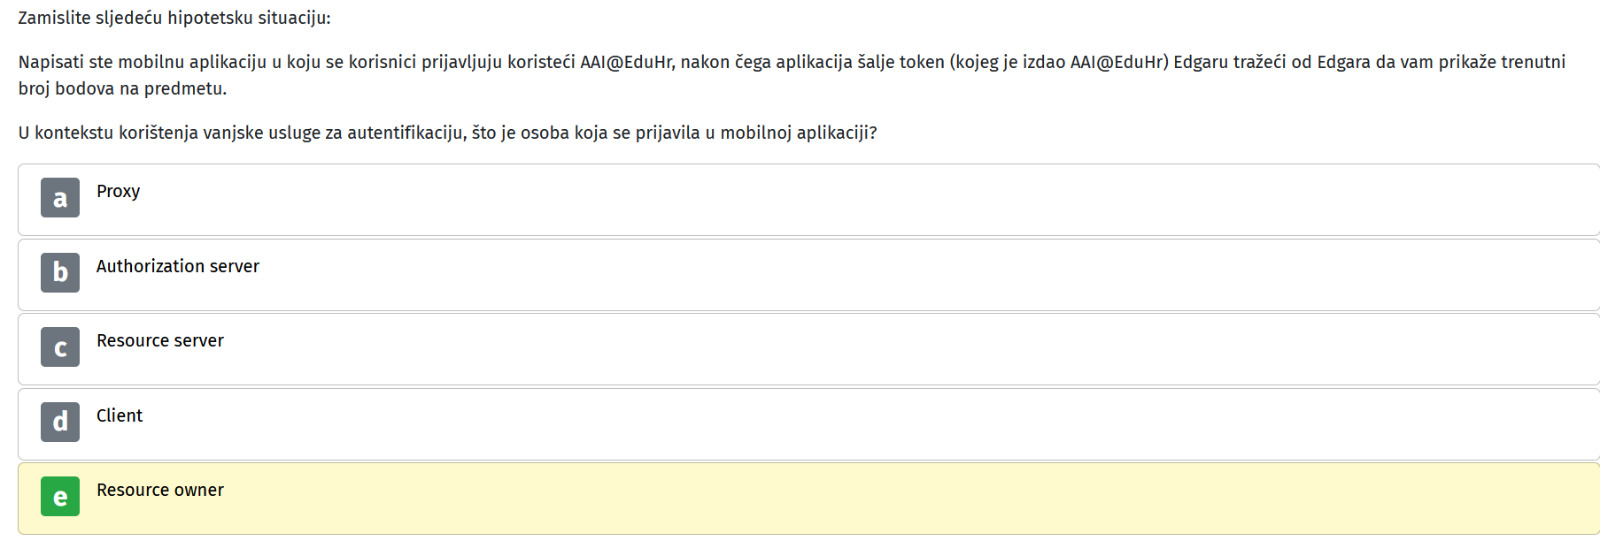 Zamislite sljedeću hipotetsku situaciju:
Napisati ste mobilnu aplikaciju u koju se korisnici prijavljuju koristeći AAI@EduHr, nakon čega aplikacija šalje token (kojeg je izdao AAI@EduHr) Edgaru tražeći od Edgara da vam prikaže trenutni
broj bodova na predmetu.
U kontekstu korištenja vanjske usluge za autentifikaciju, što je osoba koja se prijavila u mobilnoj aplikaciji?
a Proxy
b Authorization server
c Resource server
d Client
e Resource owner